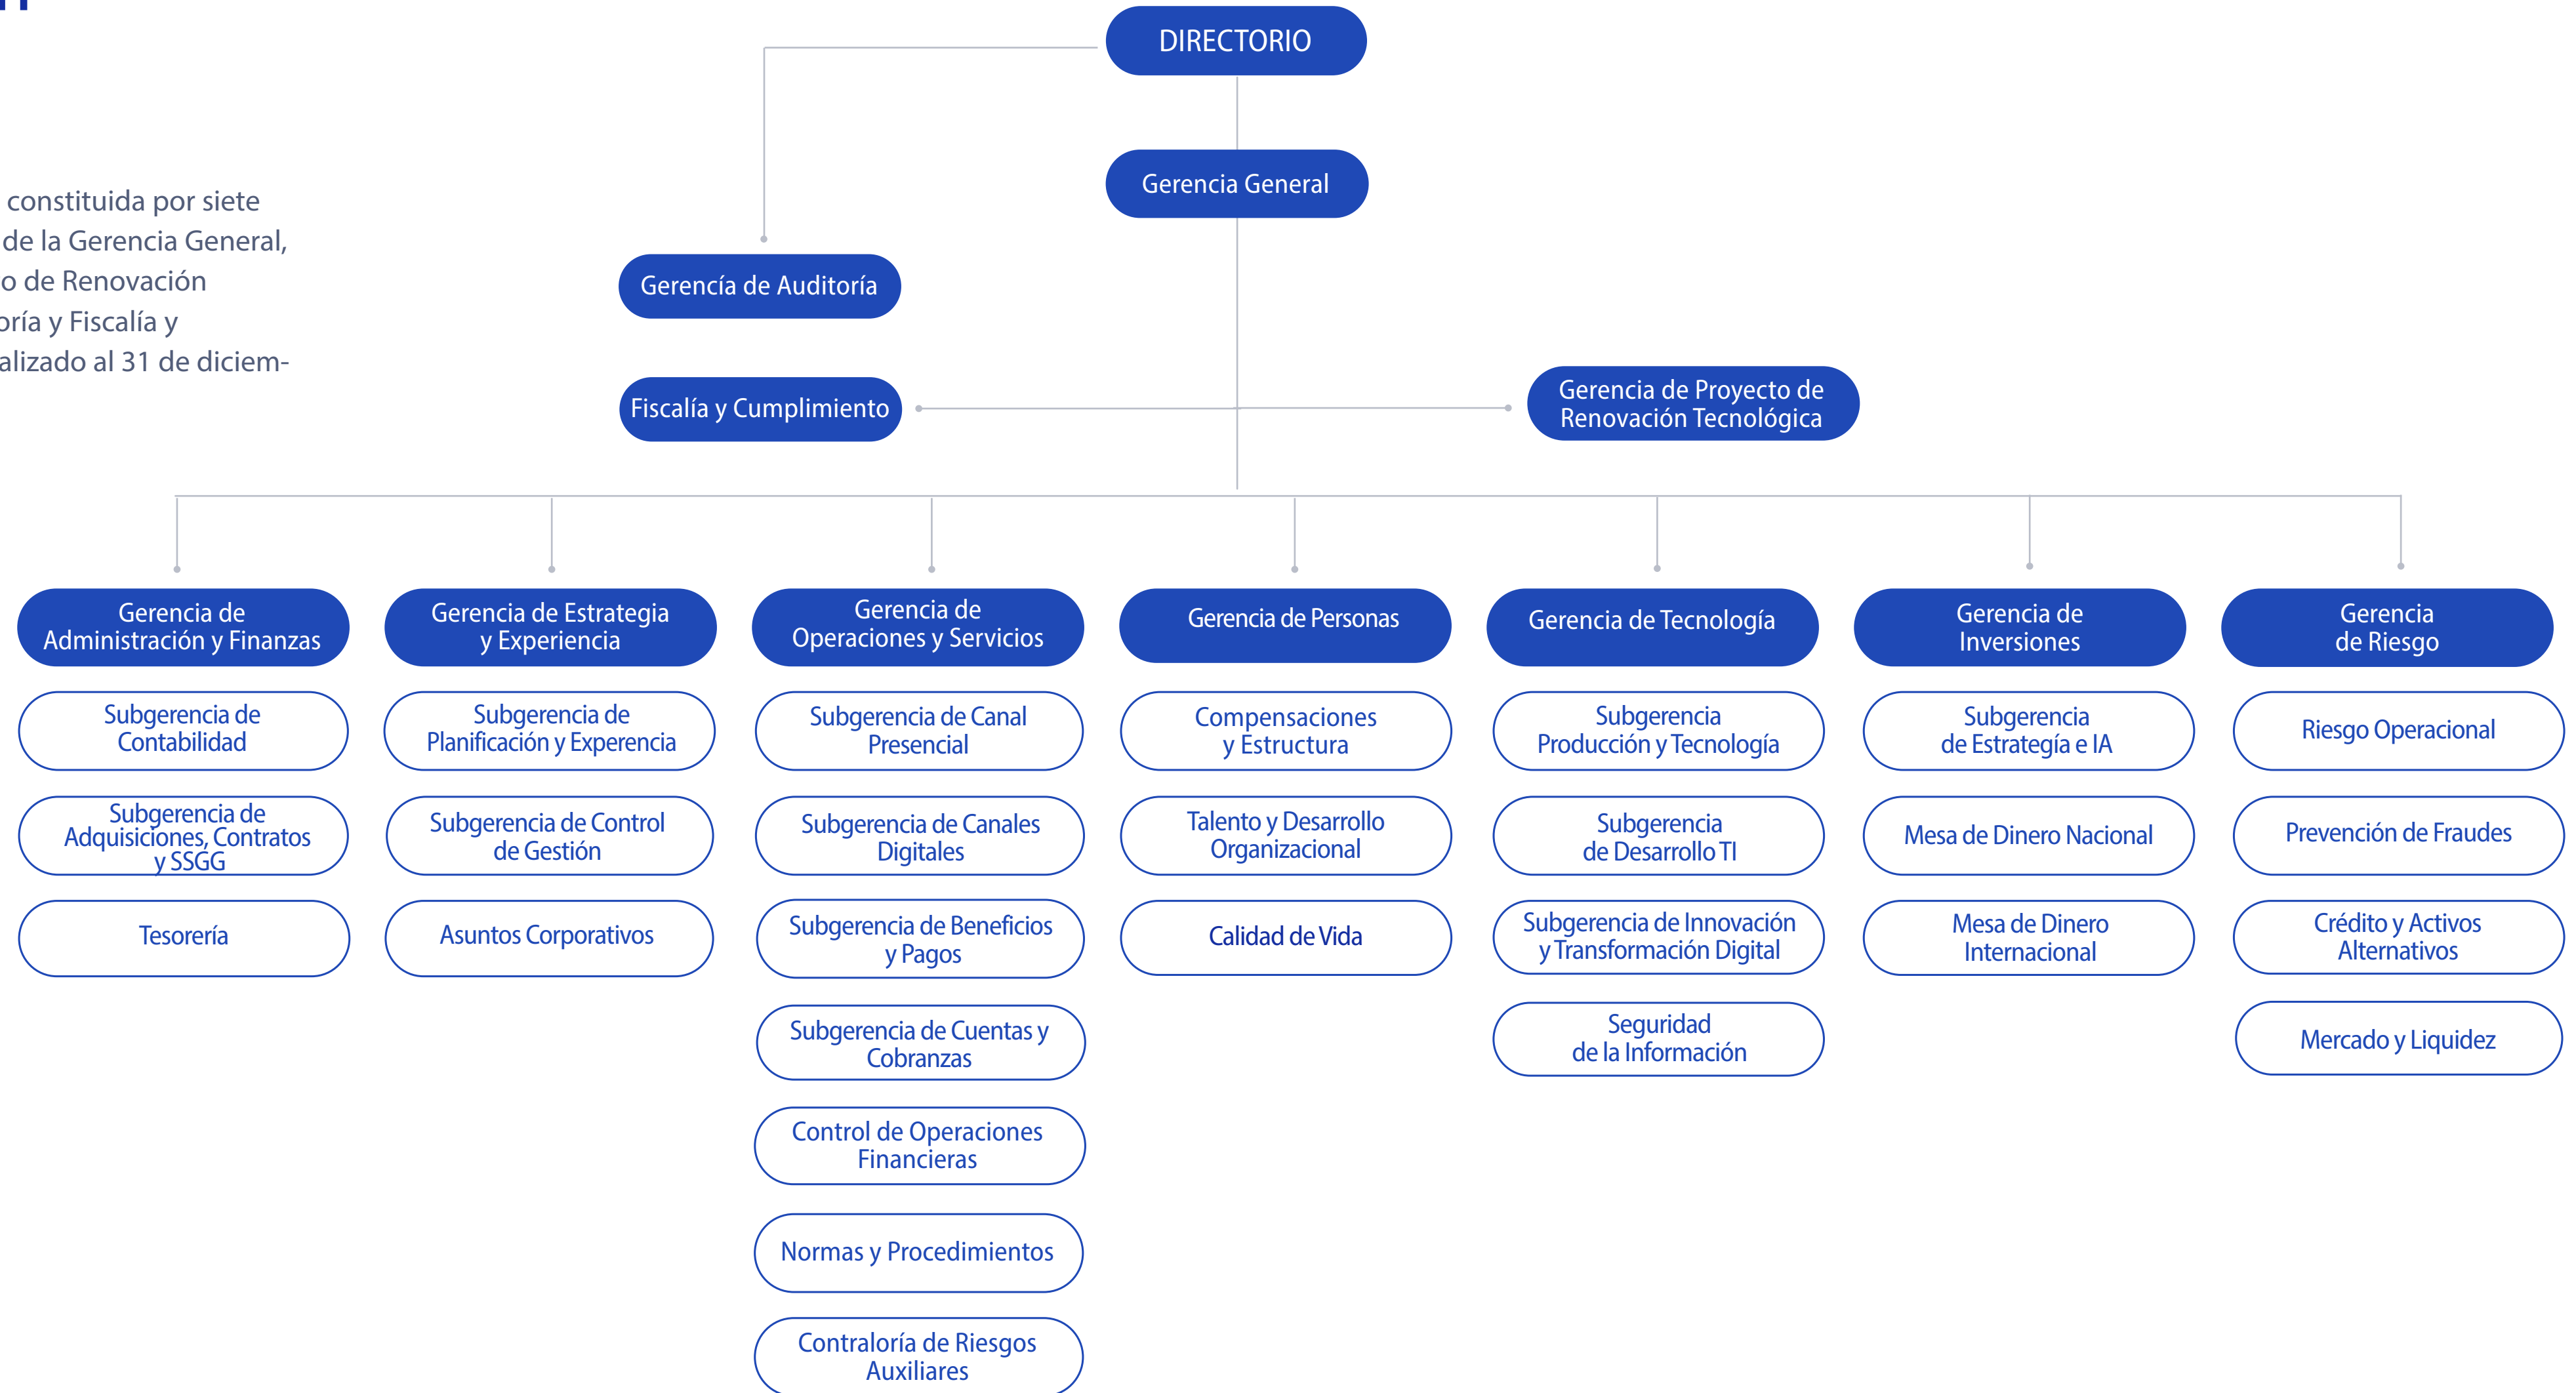 DIRECTORIO
Gerencia General
constituida por siete
de la Gerencia General,
o de Renovación
oría y Fiscalía y
alizado al 31 de diciem-
Gerencía de Auditoría
Fiscalía y Cumplimiento
Gerencia de Proyecto de
Renovación Tecnológica
Gerencia de
Administración y Finanzas
Subgerencia de
Contabilidad
Subgerencia de
Adquisiciones, Contratos
y SSGG
Tesorería
Gerencia de Estrategia
y Experiencia
Subgerencia de
Planificación y Experencia
Subgerencia de Control
de Gestión
Asuntos Corporativos
Gerencia de
Operaciones y Servicios
Subgerencia de Canal
Presencial
Subgerencia de Canales
Digitales
Subgerencia de Beneficios
y Pagos
Subgerencia de Cuentas y
Cobranzas
Control de Operaciones
Financieras
Normas y Procedimientos
Contraloría de Riesgos
Auxiliares
Gerencia de Personas
Compensaciones
y Estructura
Talento y Desarrollo
Organizacional
Calidad de Vida
Gerencia de Tecnología
Subgerencia
Producción y Tecnología
Subgerencia
de Desarrollo TI
Subgerencia de Innovación
y Transformación Digital
Seguridad
de la Información
Gerencia de
Inversiones
Subgerencia
de Estrategía e IA
Mesa de Dinero Nacional
Mesa de Dinero
Internacional
Gerencia
de Riesgo
Riesgo Operacional
Prevención de Fraudes
Crédito y Activos
Alternativos
Mercado y Liquidez